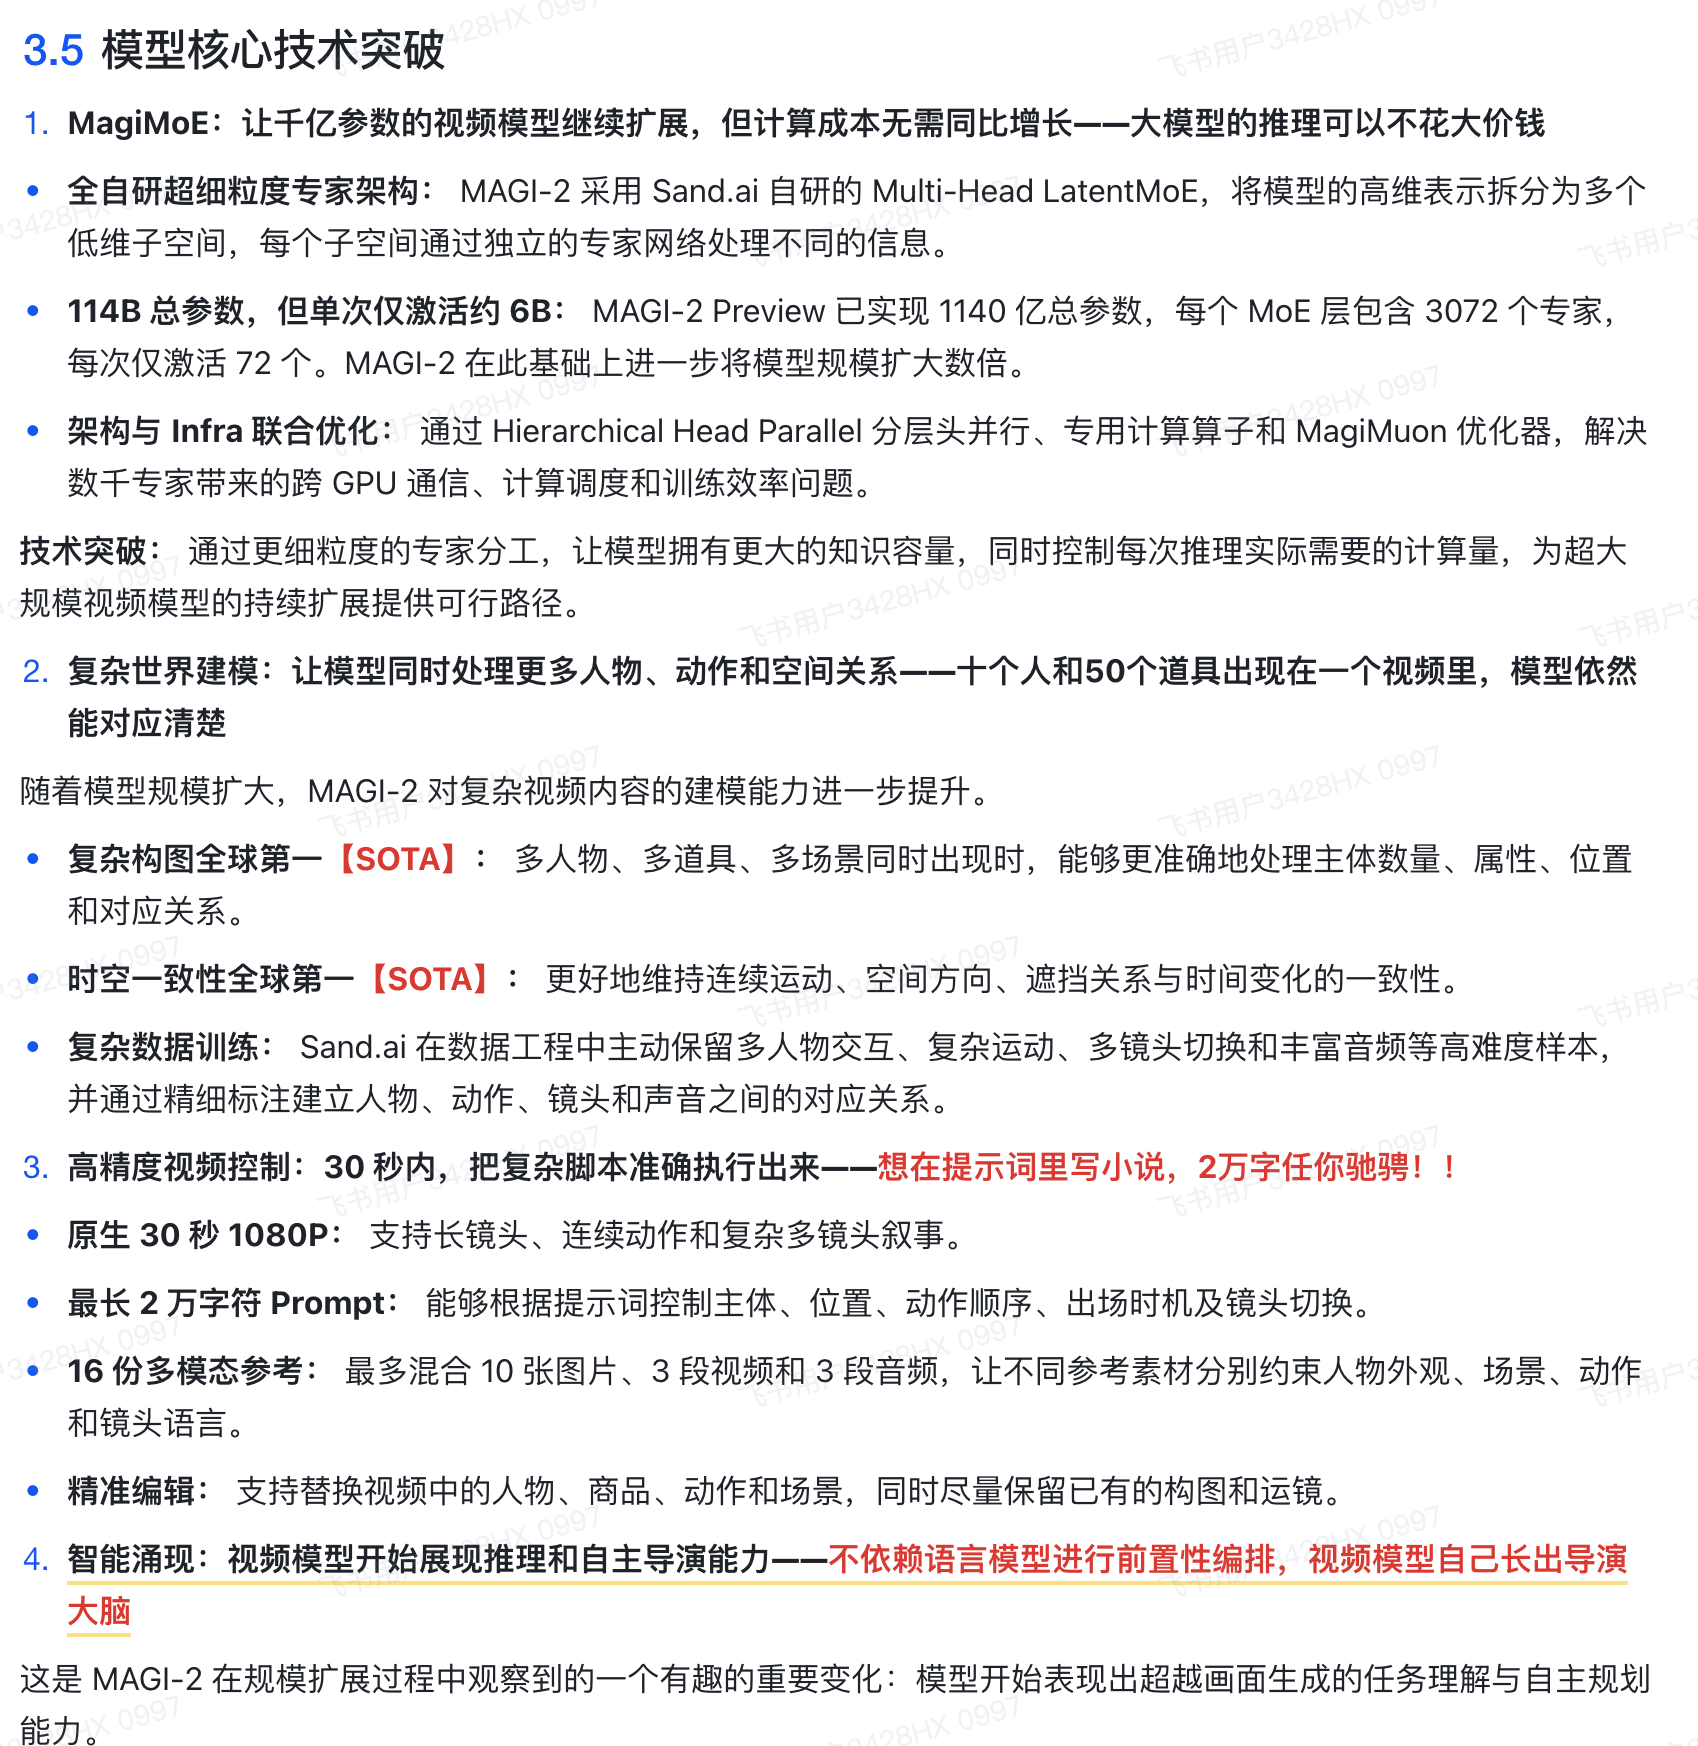 3.5 模型核心技术突破
1. MagiMoE：让千亿参数的视频模型继续扩展，但计算成本无需同比增长——大模型的推理可以不花大价钱
• 全自研超细粒度专家架构： MAGI-2 采用 Sand.ai 自研的 Multi-Head LatentMoE，将模型的高维表示拆分为多个
低维子空间，每个子空间通过独立的专家网络处理不同的信息。
• 114B 总参数，但单次仅激活约 6B： MAGI-2 Preview 已实现 1140 亿总参数，每个 MoE 层包含 3072 个专家，
每次仅激活 72 个。MAGI-2 在此基础上进一步将模型规模扩大数倍。
• 架构与 Infra 联合优化： 通过 Hierarchical Head Parallel 分层头并行、专用计算算子和 MagiMuon 优化器，解决
数千专家带来的跨 GPU 通信、计算调度和训练效率问题。
技术突破： 通过更细粒度的专家分工，让模型拥有更大的知识容量，同时控制每次推理实际需要的计算量，为超大
规模视频模型的持续扩展提供可行路径。
2. 复杂世界建模：让模型同时处理更多人物、动作和空间关系——十个人和50个道具出现在一个视频里，模型依然
能对应清楚
随着模型规模扩大，MAGI-2 对复杂视频内容的建模能力进一步提升。
• 复杂构图全球第一【SOTA】： 多人物、多道具、多场景同时出现时，能够更准确地处理主体数量、属性、位置
和对应关系。
• 时空一致性全球第一【SOTA】： 更好地维持连续运动、空间方向、遮挡关系与时间变化的一致性。
• 复杂数据训练： Sand.ai 在数据工程中主动保留多人物交互、复杂运动、多镜头切换和丰富音频等高难度样本，
并通过精细标注建立人物、动作、镜头和声音之间的对应关系。
3. 高精度视频控制：30 秒内，把复杂脚本准确执行出来——想在提示词里写小说，2万字任你驰骋！！
• 原生 30 秒 1080P： 支持长镜头、连续动作和复杂多镜头叙事。
• 最长 2 万字符 Prompt： 能够根据提示词控制主体、位置、动作顺序、出场时机及镜头切换。
• 16 份多模态参考： 最多混合 10 张图片、3 段视频和 3 段音频，让不同参考素材分别约束人物外观、场景、动作
和镜头语言。
• 精准编辑： 支持替换视频中的人物、商品、动作和场景，同时尽量保留已有的构图和运镜。
4. 智能涌现：视频模型开始展现推理和自主导演能力——不依赖语言模型进行前置性编排，视频模型自己长出导演
大脑
这是 MAGI-2 在规模扩展过程中观察到的一个有趣的重要变化：模型开始表现出超越画面生成的任务理解与自主规划
能力。
飞书用户3428HX 0997